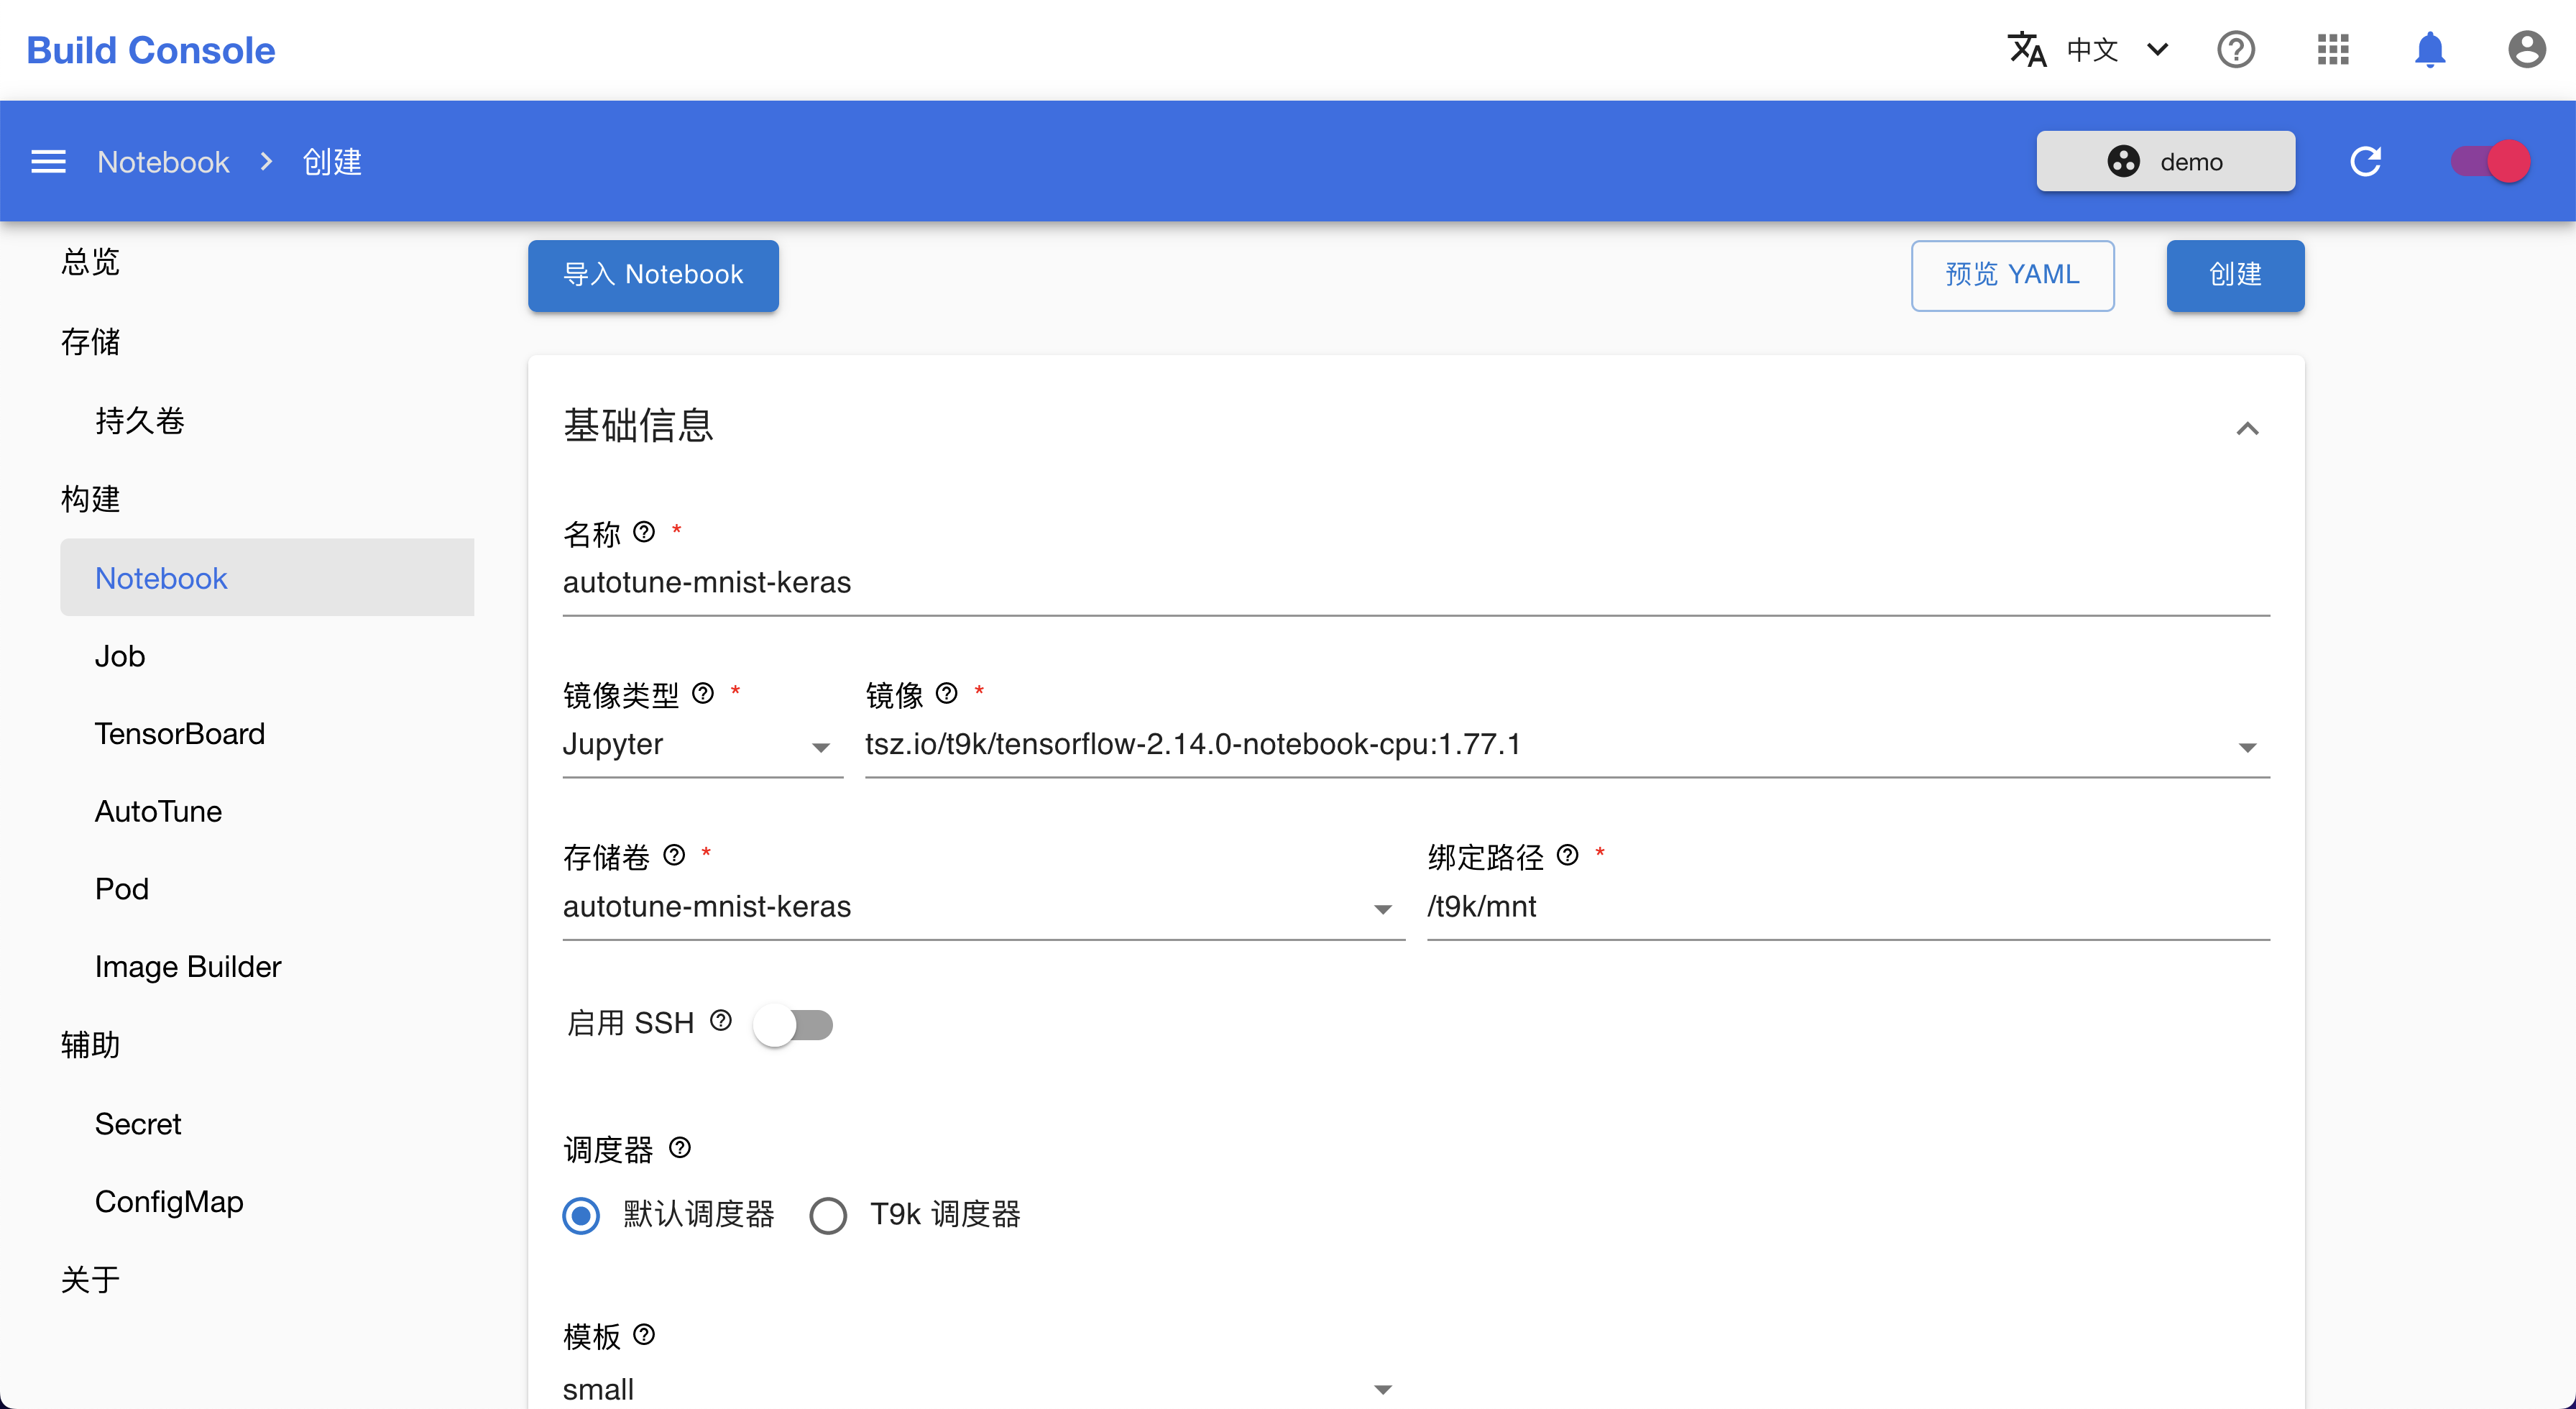 Build Console
中文
Notebook
创建
demo
总览
存储
持久卷
构建
Notebook
Job
TensorBoard
AutoTune
Pod
Image Builder
辅助
Secret
ConfigMap
关于
导入 Notebook
预览 YAML
创建
基础信息
名称 *
autotune-mnist-keras
镜像类型 *
Jupyter
镜像 *
tsz.io/t9k/tensorflow-2.14.0-notebook-cpu:1.77.1
存储卷 *
autotune-mnist-keras
绑定路径 *
/t9k/mnt
启用 SSH
调度器
默认调度器
T9k 调度器
模板
small